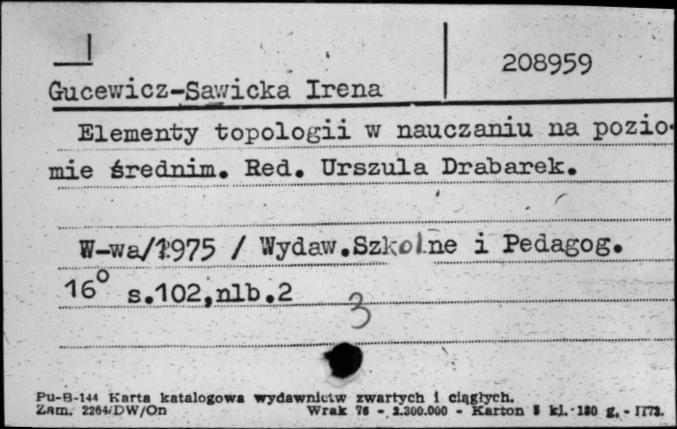 208959
Gucewicz-Sawicka Irena
Elementy topologii w nauczaniu na pozio-
mie średnim. Red. Urszula Drabarek.
W-wa/1975 / Wydaw.Szkolne i Pedagog.
16° s.102,nlb.2
3
Pu-B-144 Karta katalogowa wydawnictw zwartych i ciągłych.
Zam. 2264/DW/On Wrak 76 - 2.300.000 - Karton 5 kl. 180 g. -